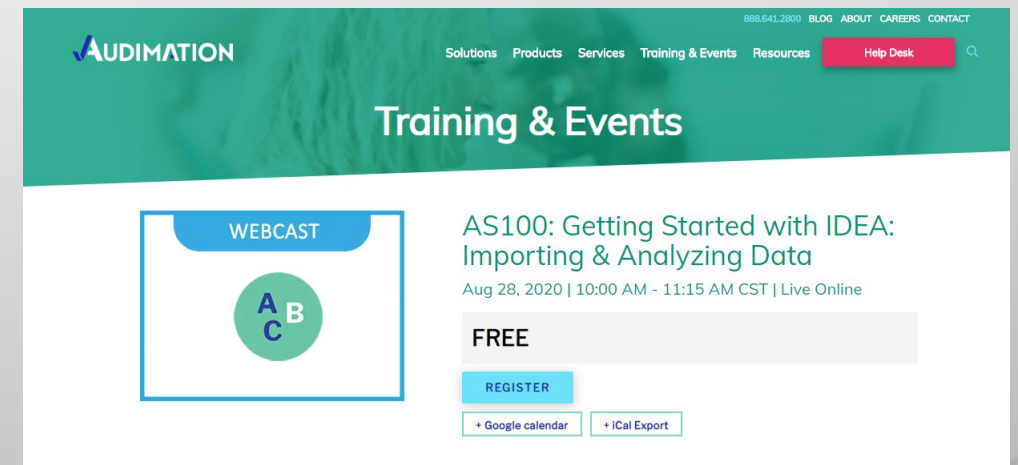 888.641.2800 BLOG ABOUT CAREERS CONTACT
AUDIMATION
Solutions Products Services Training & Events Resources Help Desk
Training & Events
WEBCAST
A B
C
AS100: Getting Started with IDEA:
Importing & Analyzing Data
Aug 28, 2020 | 10:00 AM - 11:15 AM CST | Live Online
FREE
REGISTER
+ Google calendar + iCal Export